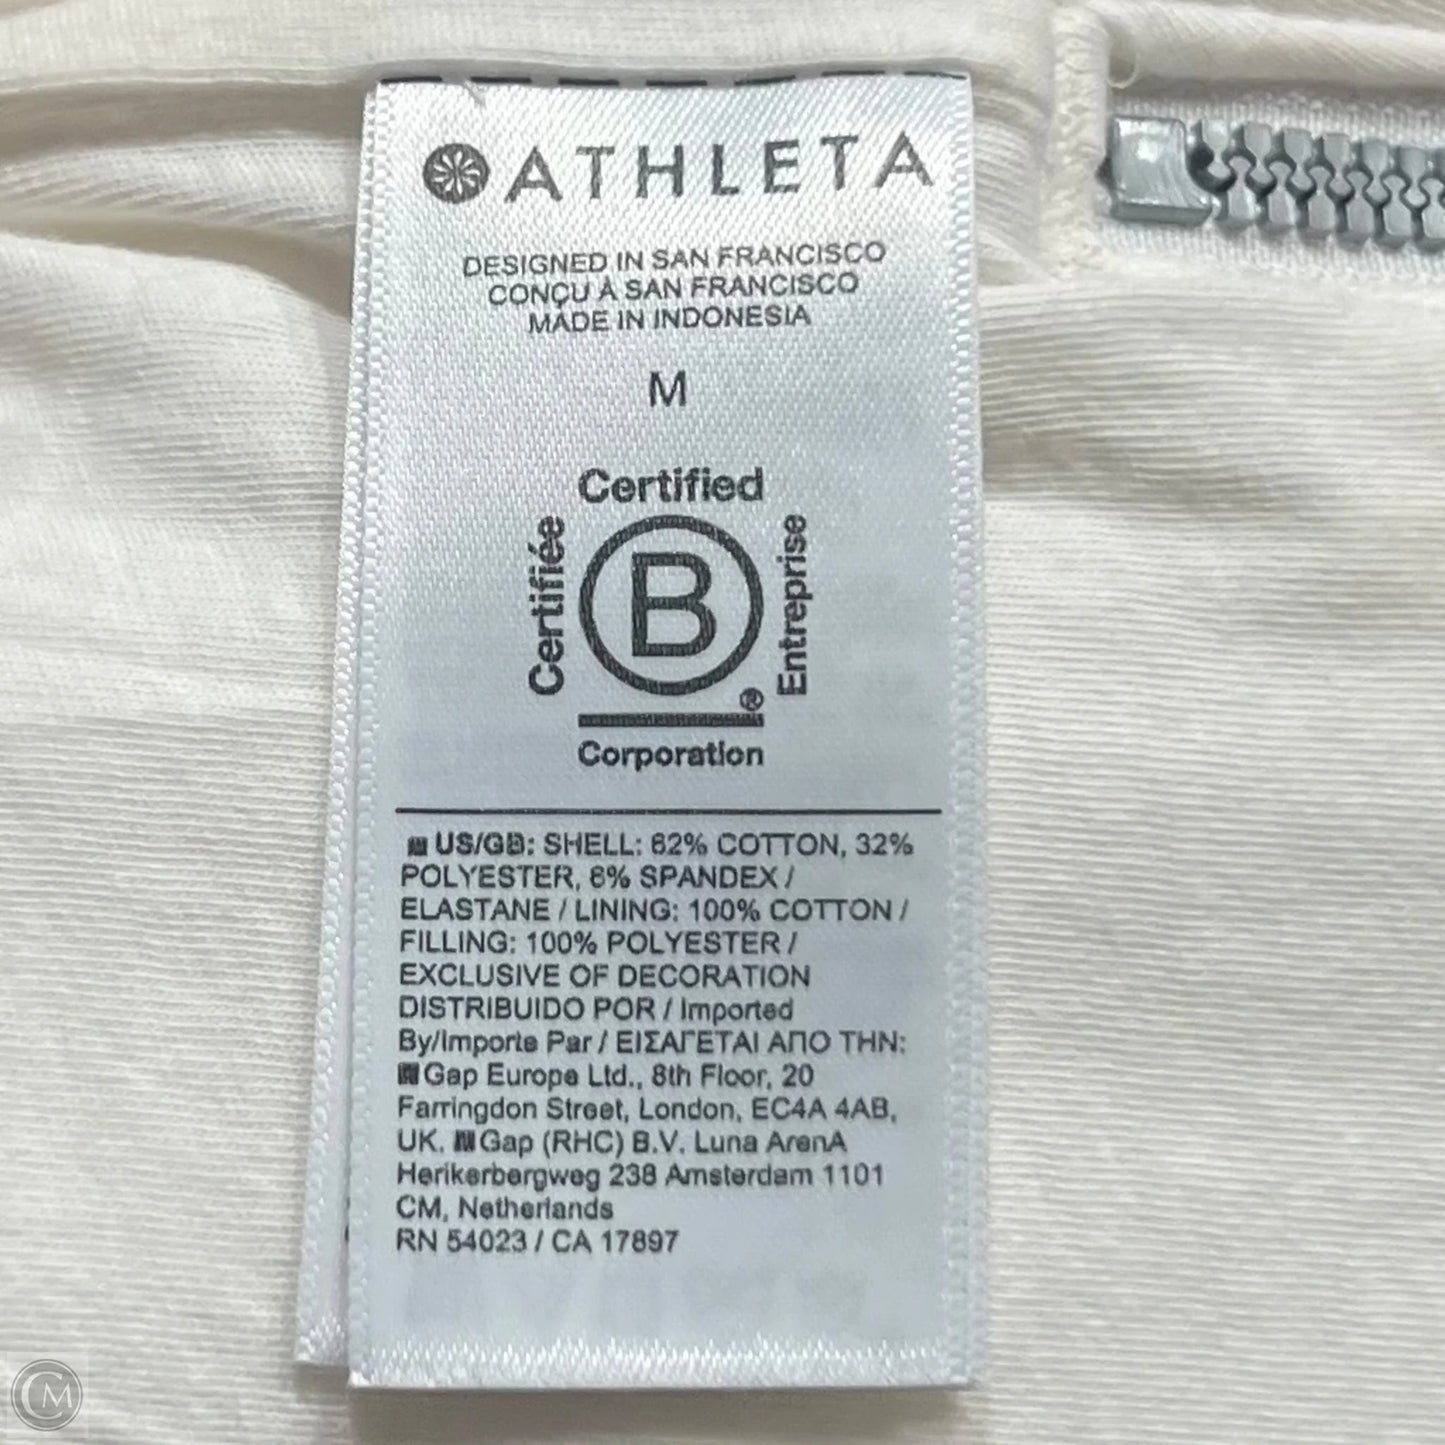 ATHLETA
DESIGNED IN SAN FRANCISCO
CONÇU À SAN FRANCISCO
MADE IN INDONESIA
M
Certified
Certifiée
B
Entreprise
®
Corporation
US/GB: SHELL: 62% COTTON, 32%
POLYESTER, 6% SPANDEX /
ELASTANE / LINING: 100% COTTON /
FILLING: 100% POLYESTER /
EXCLUSIVE OF DECORATION
DISTRIBUIDO POR / Imported
By/Importe Par / ΕΙΣΑΓΕΤΑΙ ΑΠΟ ΤΗΝ:
Gap Europe Ltd., 8th Floor, 20
Farringdon Street, London, EC4A 4AB,
UK. Gap (RHC) B.V. Luna ArenA
Herikerbergweg 238 Amsterdam 1101
CM, Netherlands
RN 54023 / CA 17897
CM